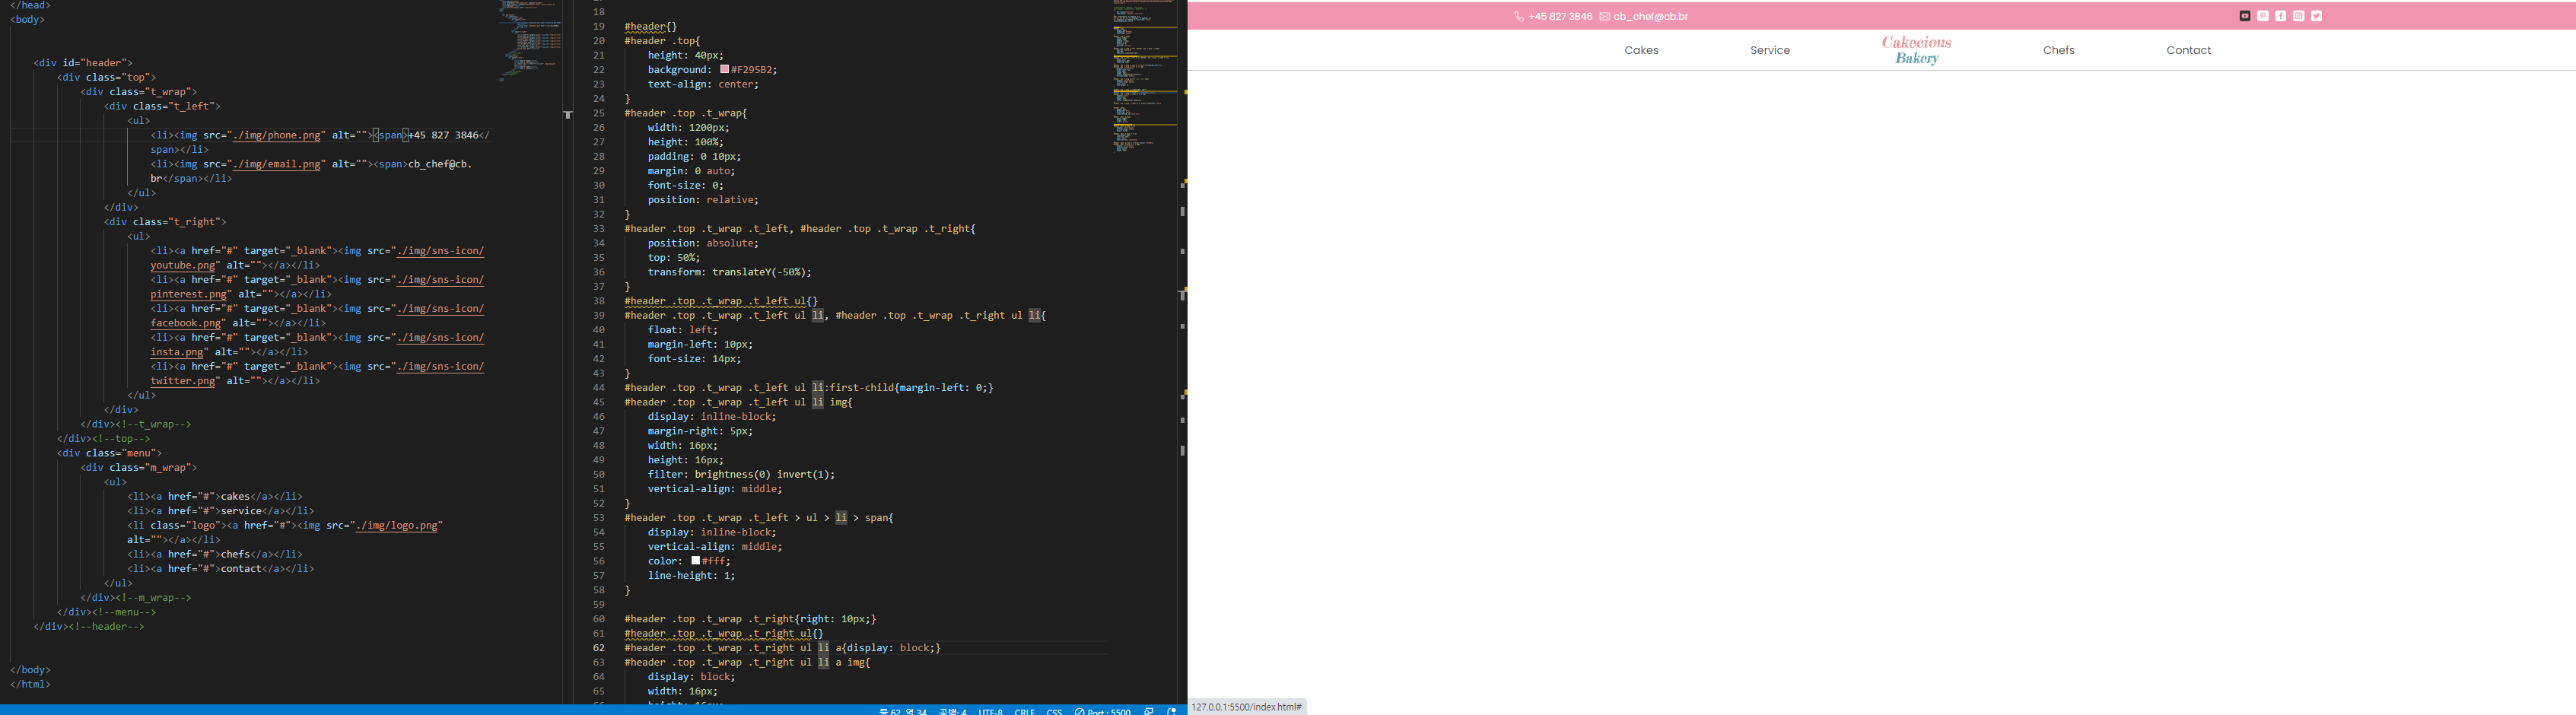 </head>
<body>
<div id="header">
<div class="top">
<div class="t_wrap">
<div class="t_left">
<ul>
<li><img src="./img/phone.png" alt=""><span>+45 827 3846</
span></li>
<li><img src="./img/email.png" alt=""><span>cb_chef@cb.
br</span></li>
</ul>
</div>
<div class="t_right">
<ul>
<li><a href="#" target="_blank"><img src="./img/sns-icon/
youtube.png" alt=""></a></li>
<li><a href="#" target="_blank"><img src="./img/sns-icon/
pinterest.png" alt=""></a></li>
<li><a href="#" target="_blank"><img src="./img/sns-icon/
facebook.png" alt=""></a></li>
<li><a href="#" target="_blank"><img src="./img/sns-icon/
insta.png" alt=""></a></li>
<li><a href="#" target="_blank"><img src="./img/sns-icon/
twitter.png" alt=""></a></li>
</ul>
</div>
</div><!--t_wrap-->
</div><!--top-->
<div class="menu">
<div class="m_wrap">
<ul>
<li><a href="#">cakes</a></li>
<li><a href="#">service</a></li>
<li class="logo"><a href="#"><img src="./img/logo.png"
alt=""></a></li>
<li><a href="#">chefs</a></li>
<li><a href="#">contact</a></li>
</ul>
</div><!--m_wrap-->
</div><!--menu-->
</div><!--header-->
</body>
</html>
18
19 #header{}
20 #header .top{
21 height: 40px;
22 background: #F295B2;
23 text-align: center;
24 }
25 #header .top .t_wrap{
26 width: 1200px;
27 height: 100%;
28 padding: 0 10px;
29 margin: 0 auto;
30 font-size: 0;
31 position: relative;
32 }
33 #header .top .t_wrap .t_left, #header .top .t_wrap .t_right{
34 position: absolute;
35 top: 50%;
36 transform: translateY(-50%);
37 }
38 #header .top .t_wrap .t_left ul{}
39 #header .top .t_wrap .t_left ul li, #header .top .t_wrap .t_right ul li{
40 float: left;
41 margin-left: 10px;
42 font-size: 14px;
43 }
44 #header .top .t_wrap .t_left ul li:first-child{margin-left: 0;}
45 #header .top .t_wrap .t_left ul li img{
46 display: inline-block;
47 margin-right: 5px;
48 width: 16px;
49 height: 16px;
50 filter: brightness(0) invert(1);
51 vertical-align: middle;
52 }
53 #header .top .t_wrap .t_left > ul > li > span{
54 display: inline-block;
55 vertical-align: middle;
56 color: #fff;
57 line-height: 1;
58 }
59
60 #header .top .t_wrap .t_right{right: 10px;}
61 #header .top .t_wrap .t_right ul{}
62 #header .top .t_wrap .t_right ul li a{display: block;}
63 #header .top .t_wrap .t_right ul li a img{
64 display: block;
65 width: 16px;
줄 62, 열 34 공백: 4 UTF-8 CRLF CSS Port : 5500
+45 827 3846 cb_chef@cb.br
Cakes Service Cakecious Bakery Chefs Contact
127.0.0.1:5500/index.html#